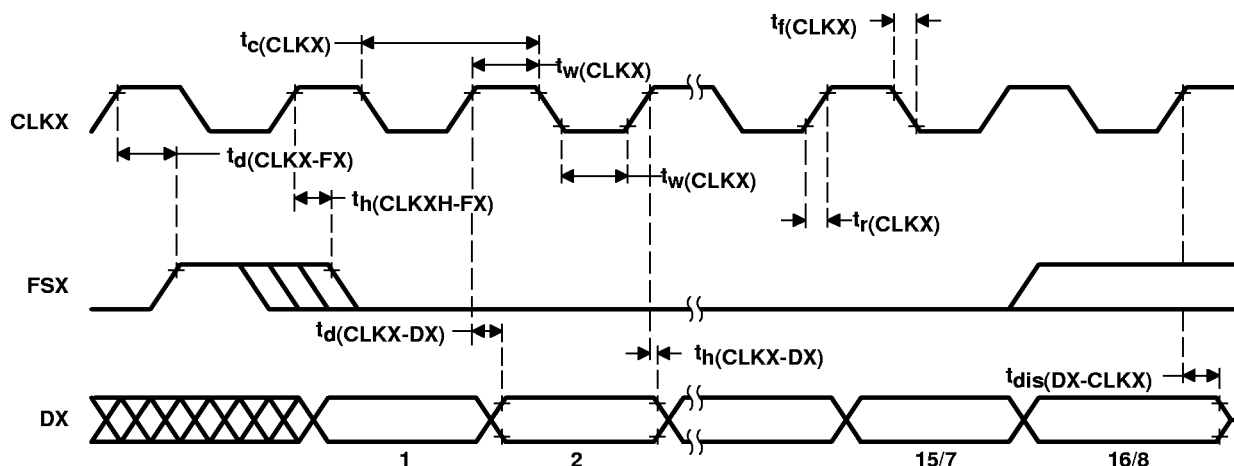 tc(CLKX)
tf(CLKX)
tw(CLKX)
CLKX
td(CLKX-FX)
tw(CLKX)
th(CLKXH-FX)
tr(CLKX)
FSX
td(CLKX-DX)
th(CLKX-DX)
tdis(DX-CLKX)
DX
1 2 15/7 16/8